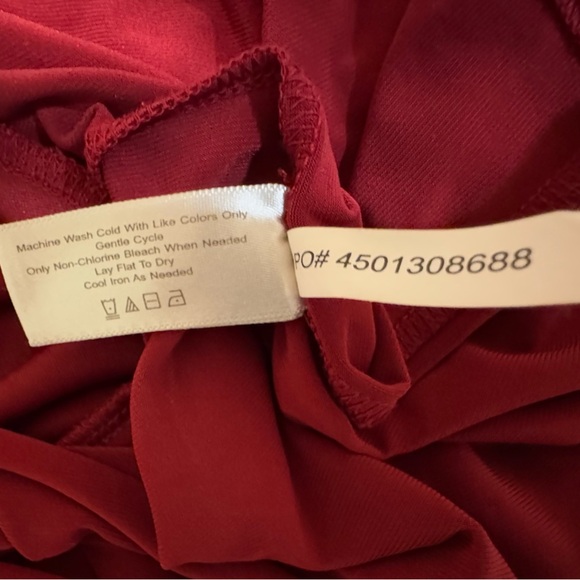 Machine Wash Cold With Like Colors Only
Gentle Cycle
Only Non-Chlorine Bleach When Needed
Lay Flat To Dry
Cool Iron As Needed
PO# 4501308688